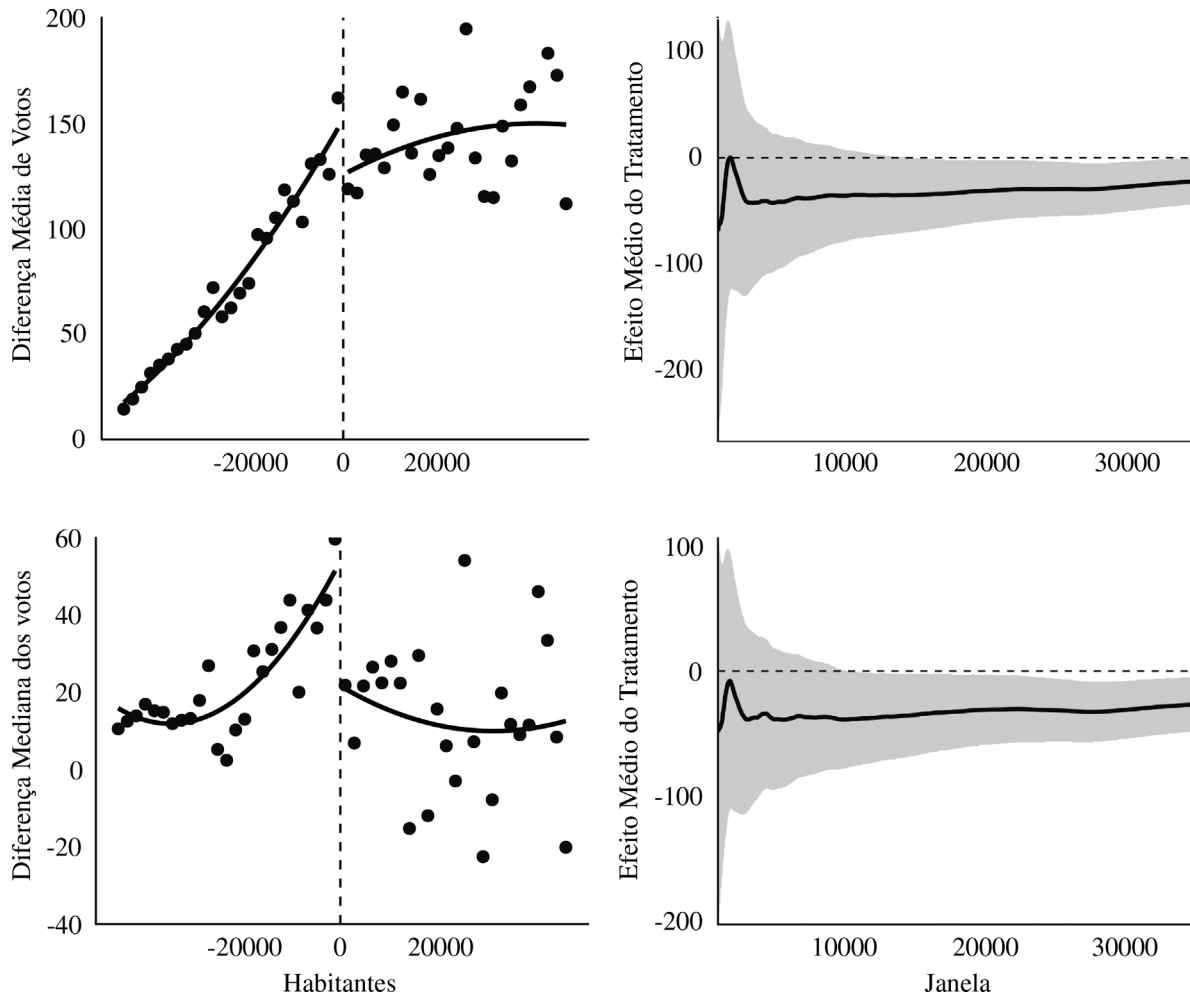 Diferença Média de Votos
200
150
100
50
0
-20000 0 20000
Efeito Médio do Tratamento
100
0
-100
-200
10000 20000 30000
Diferença Mediana dos votos
60
40
20
0
-20
-40
-20000 0 20000
Habitantes
Efeito Médio do Tratamento
100
0
-100
-200
10000 20000 30000
Janela